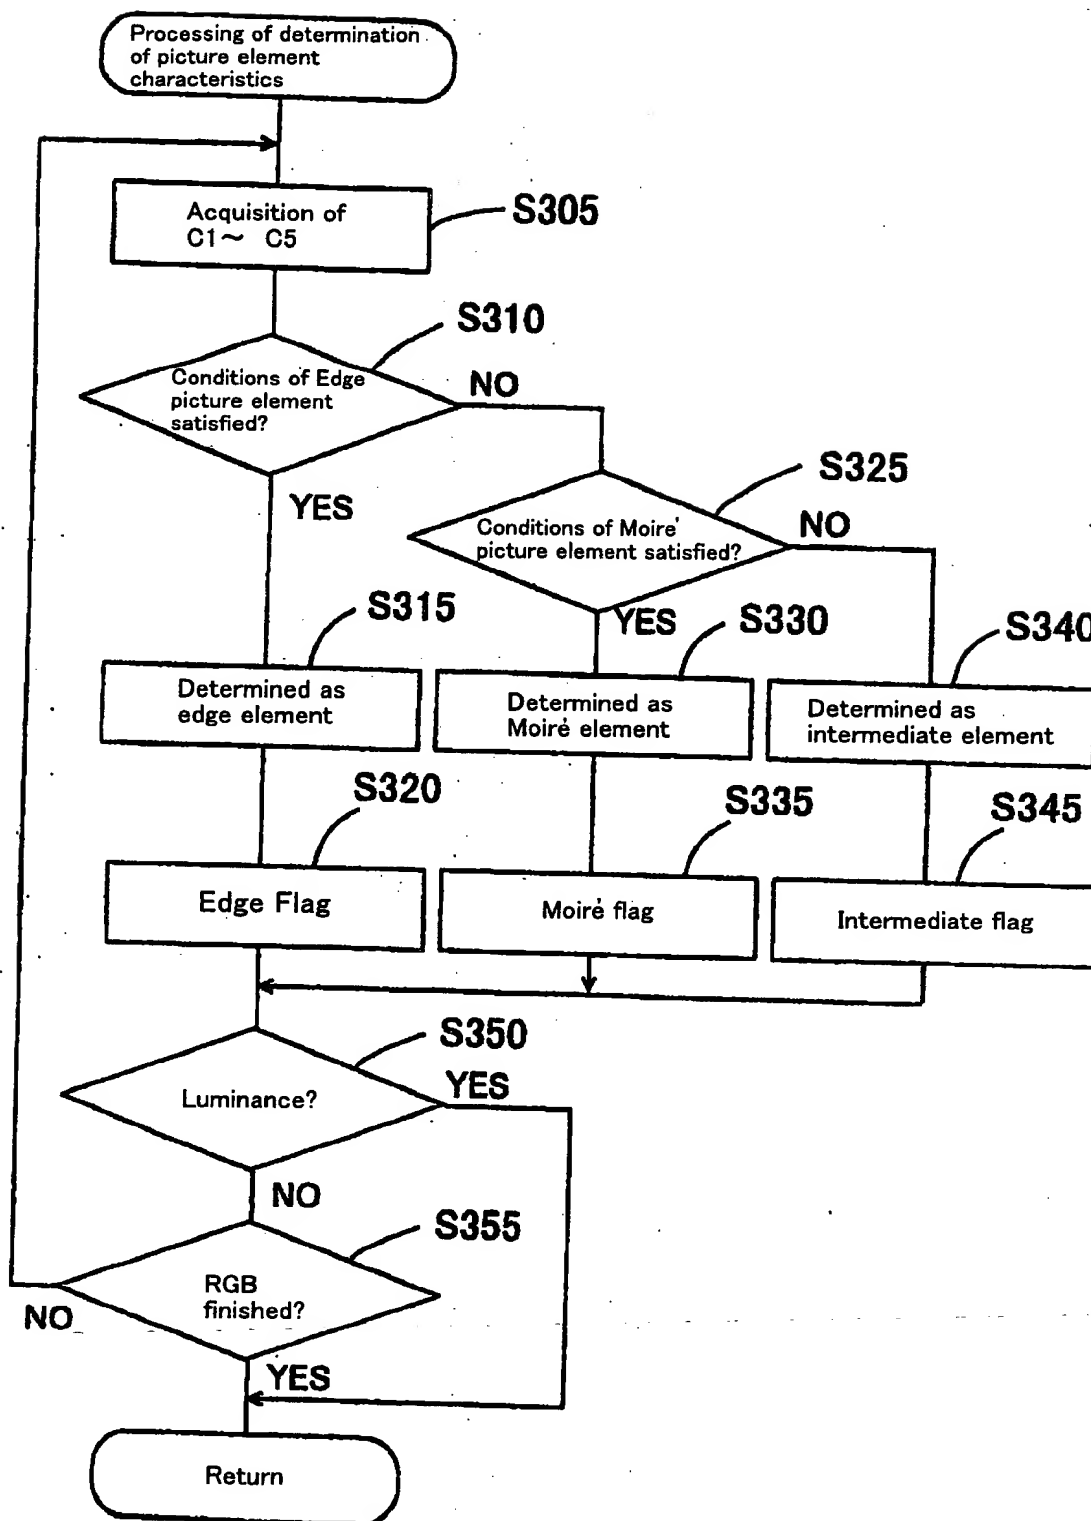 Processing of determination
of picture element
characteristics
Acquisition of
C1～ C5
S305
S310
Conditions of Edge
picture element
satisfied?
NO
YES
S325
Conditions of Moire'
picture element satisfied?
NO
YES
S315
S330
S340
Determined as
edge element
Determined as
Moiré element
Determined as
intermediate element
S320
S335
S345
Edge Flag
Moiré flag
Intermediate flag
S350
Luminance?
YES
NO
S355
RGB
finished?
NO
YES
Return